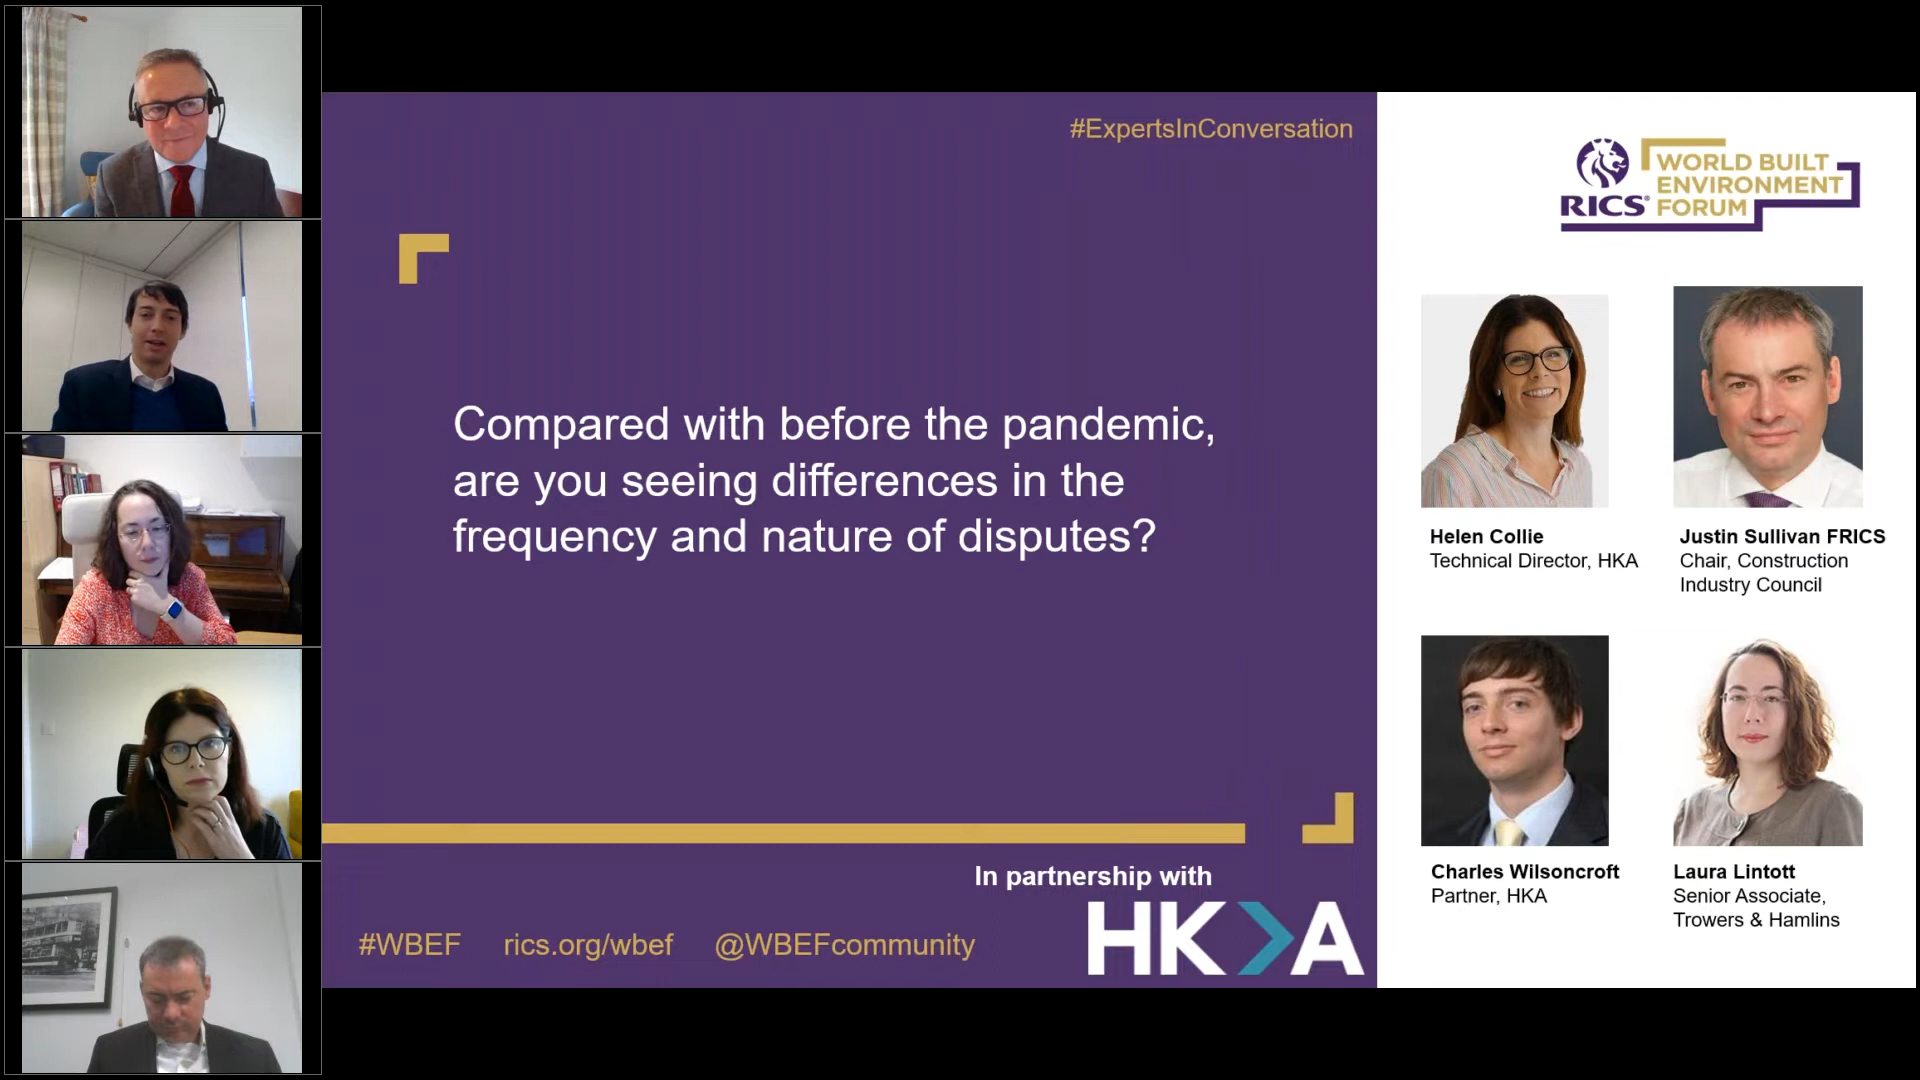 #ExpertsInConversation
Compared with before the pandemic,
are you seeing differences in the
frequency and nature of disputes?
In partnership with
HKA
#WBEF rics.org/wbef @WBEFcommunity
RICS®
WORLD BUILT
ENVIRONMENT
FORUM
Helen Collie
Technical Director, HKA
Justin Sullivan FRICS
Chair, Construction
Industry Council
Charles Wilsoncroft
Partner, HKA
Laura Lintott
Senior Associate,
Trowers & Hamlins